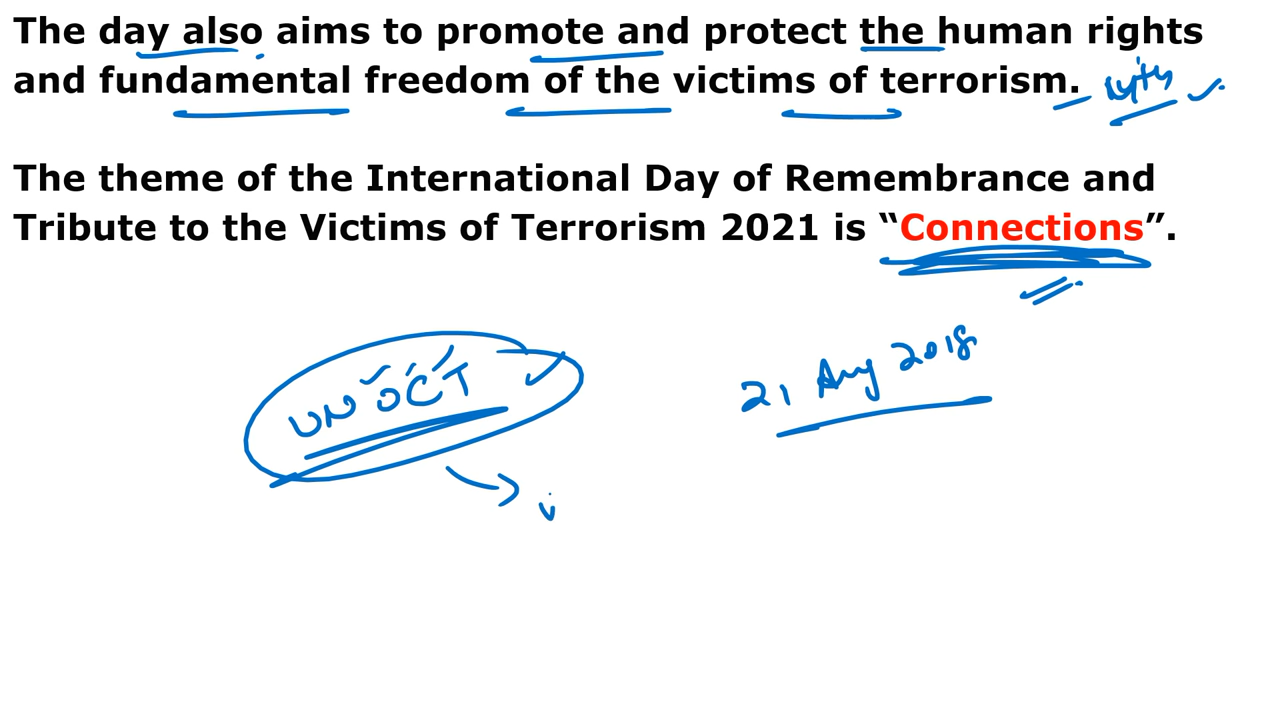 The day also aims to promote and protect the human rights
and fundamental freedom of the victims of terrorism.
The theme of the International Day of Remembrance and
Tribute to the Victims of Terrorism 2021 is “Connections”.
UN OCT
21 Aug 2018